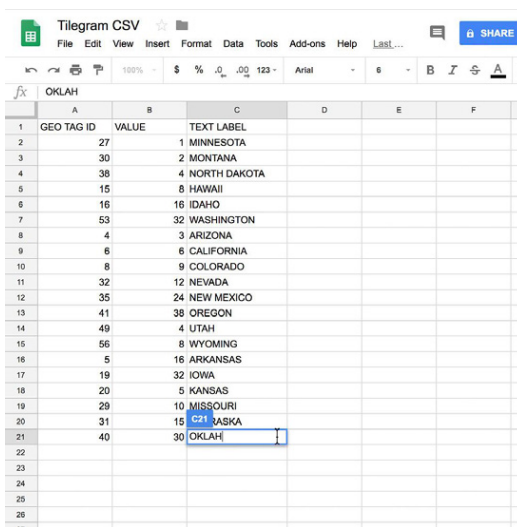 Tilegram CSV
File Edit View Insert Format Data Tools Add-ons Help Last ...
SHARE
100% $ % .0 .00 123 Arial 6 B I S A
fx OKLAH
A B C D E F
1 GEO TAG ID VALUE TEXT LABEL
2 27 1 MINNESOTA
3 30 2 MONTANA
4 38 4 NORTH DAKOTA
5 15 8 HAWAII
6 16 16 IDAHO
7 53 32 WASHINGTON
8 4 3 ARIZONA
9 6 6 CALIFORNIA
10 8 9 COLORADO
11 32 12 NEVADA
12 35 24 NEW MEXICO
13 41 38 OREGON
14 49 4 UTAH
15 56 8 WYOMING
16 5 16 ARKANSAS
17 19 32 IOWA
18 20 5 KANSAS
19 29 10 MISSOURI
20 31 15 C21 RASKA
21 40 30 OKLAH
22
23
24
25
26